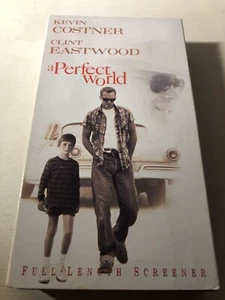 KEVIN
COSTNER
CLINT
EASTWOOD
a Perfect
world
FULL LENGTH SCREENER